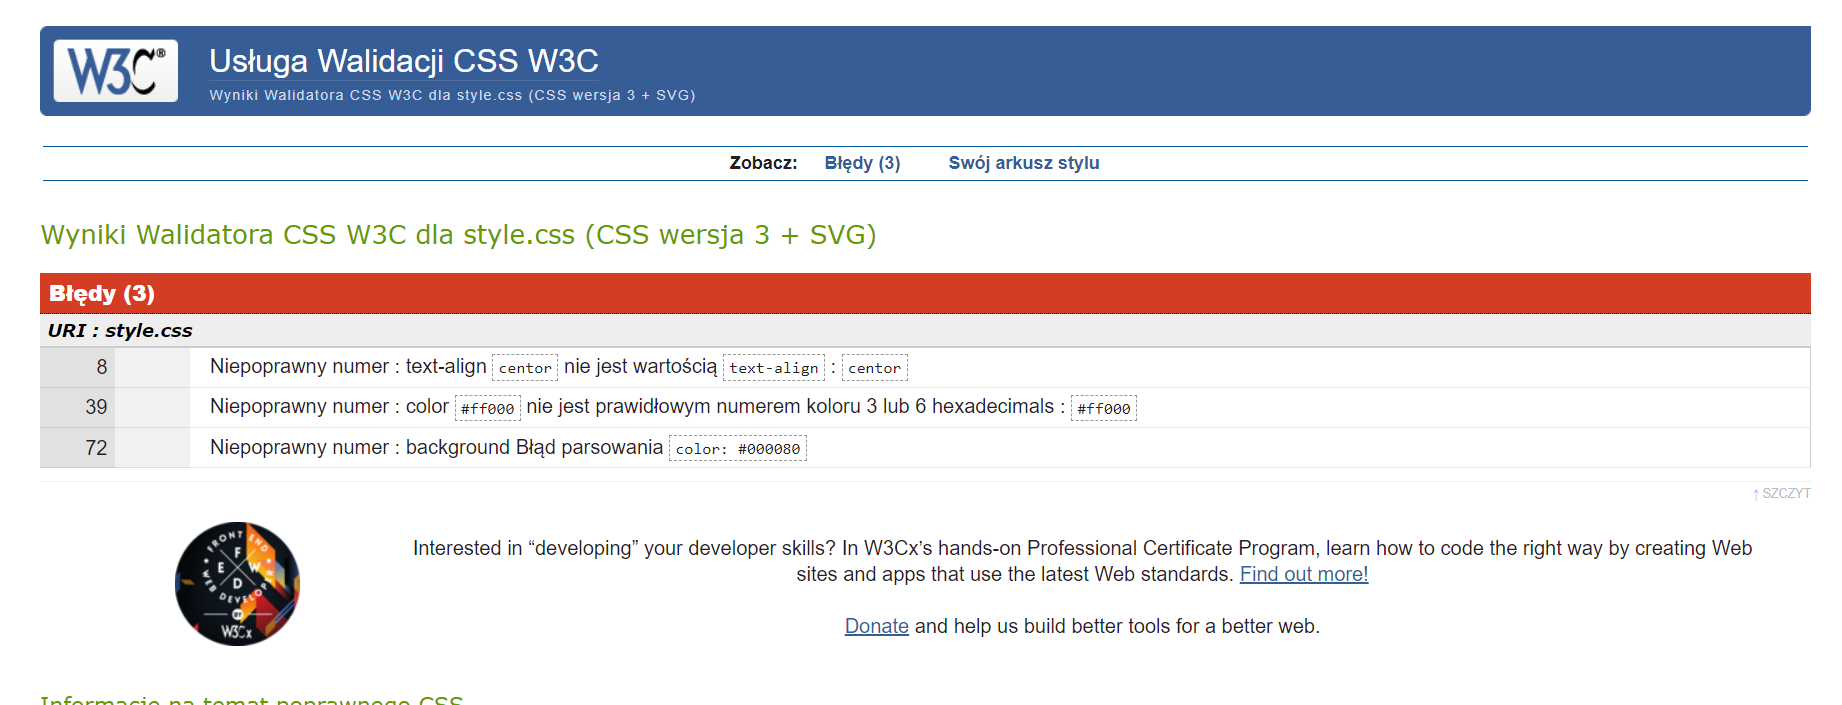 W3C®
Usługa Walidacji CSS W3C
Wyniki Walidatora CSS W3C dla style.css (CSS wersja 3 + SVG)
Zobacz: Błędy (3) Swój arkusz stylu
Wyniki Walidatora CSS W3C dla style.css (CSS wersja 3 + SVG)
Błędy (3)
URI : style.css
8 Niepoprawny numer : text-align centor nie jest wartością text-align : centor
39 Niepoprawny numer : color #ff000 nie jest prawidłowym numerem koloru 3 lub 6 hexadecimals : #ff000
72 Niepoprawny numer : background Błąd parsowania color: #000080
↑ SZCZYT
FRONT END
F E W D
WEB DEVELOPER
BY
W3Cx
Interested in “developing” your developer skills? In W3Cx’s hands-on Professional Certificate Program, learn how to code the right way by creating Web
sites and apps that use the latest Web standards. Find out more!
Donate and help us build better tools for a better web.
Informacje na temat poprawnego CSS